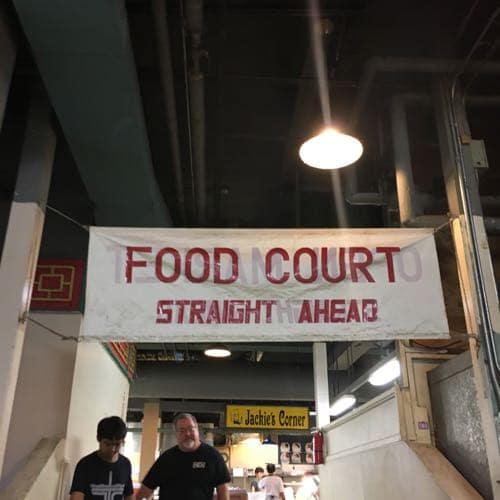 FOOD COURT
STRAIGHT AHEAD
Jackie's Corner